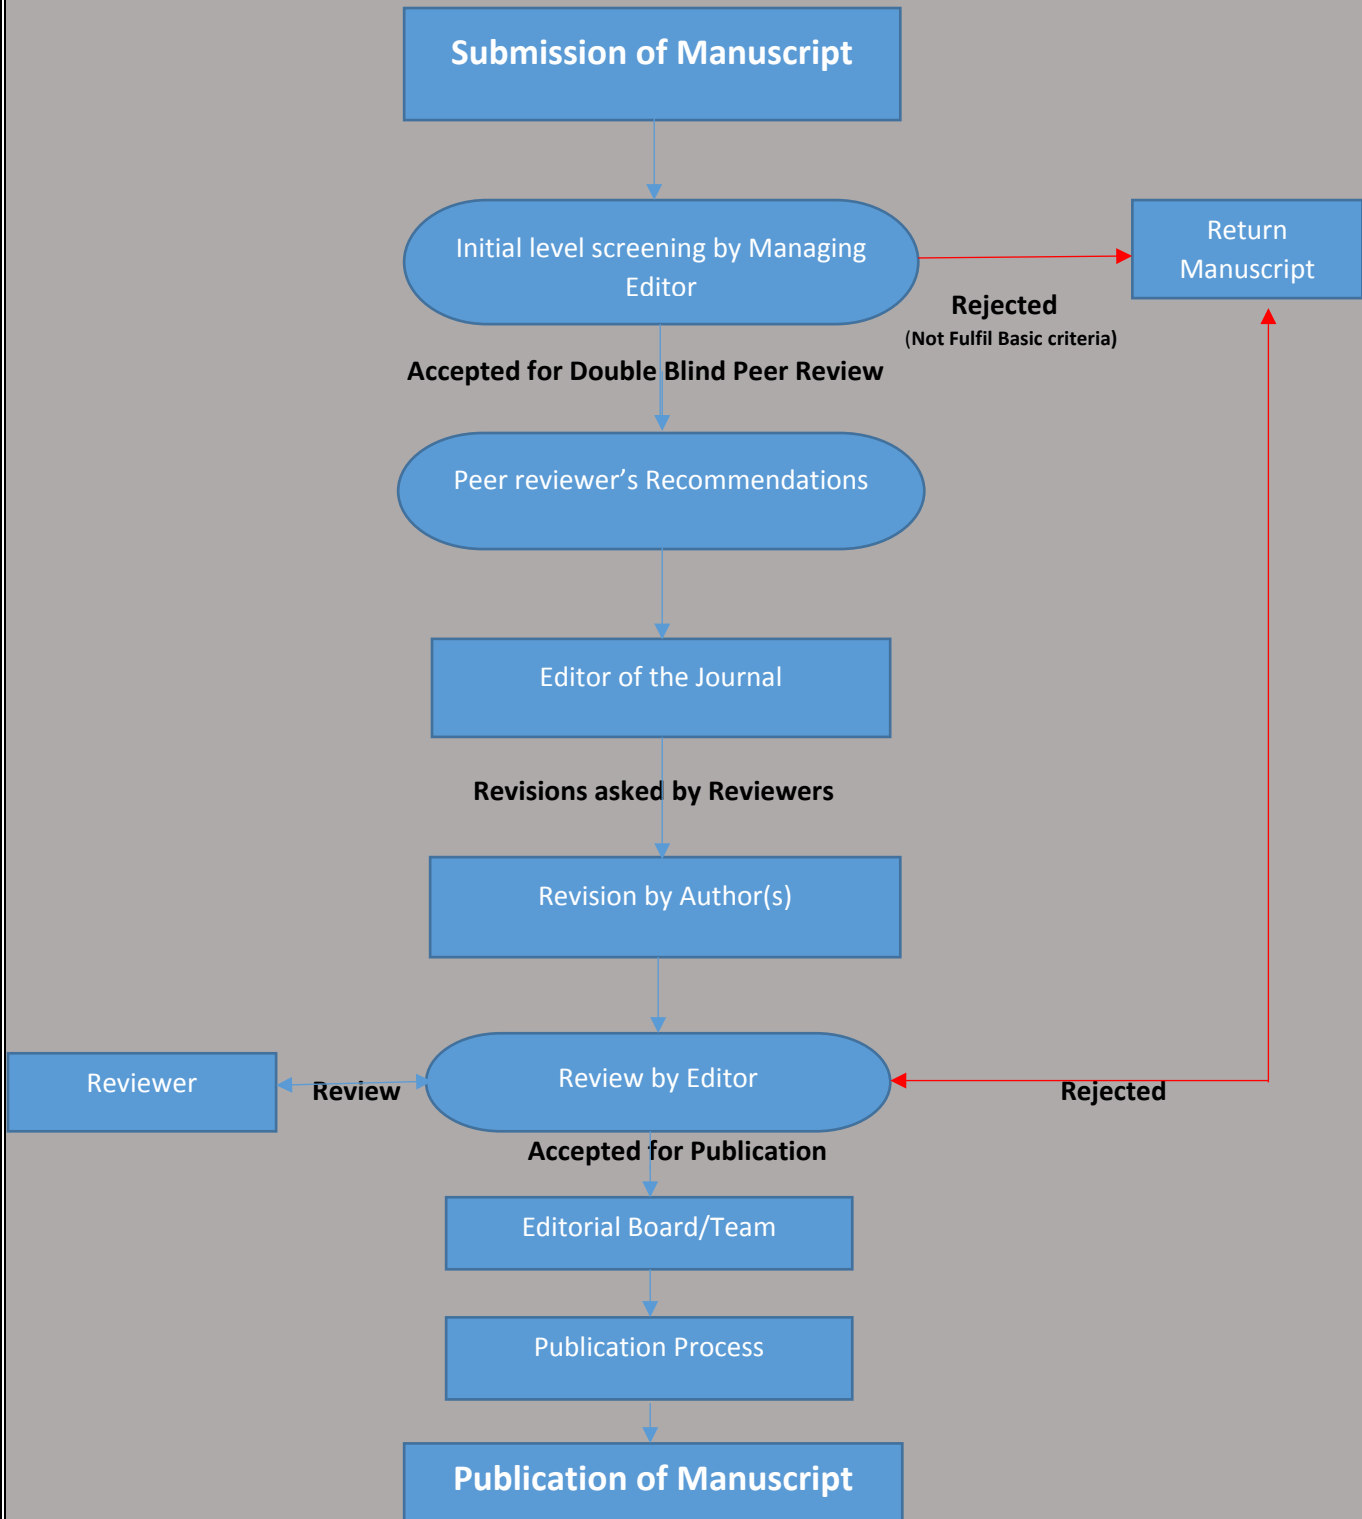 Submission of Manuscript
Initial level screening by Managing
Editor
Return
Manuscript
Rejected
(Not Fulfil Basic criteria)
Accepted for Double Blind Peer Review
Peer reviewer’s Recommendations
Editor of the Journal
Revisions asked by Reviewers
Revision by Author(s)
Reviewer
Review
Review by Editor
Rejected
Accepted for Publication
Editorial Board/Team
Publication Process
Publication of Manuscript